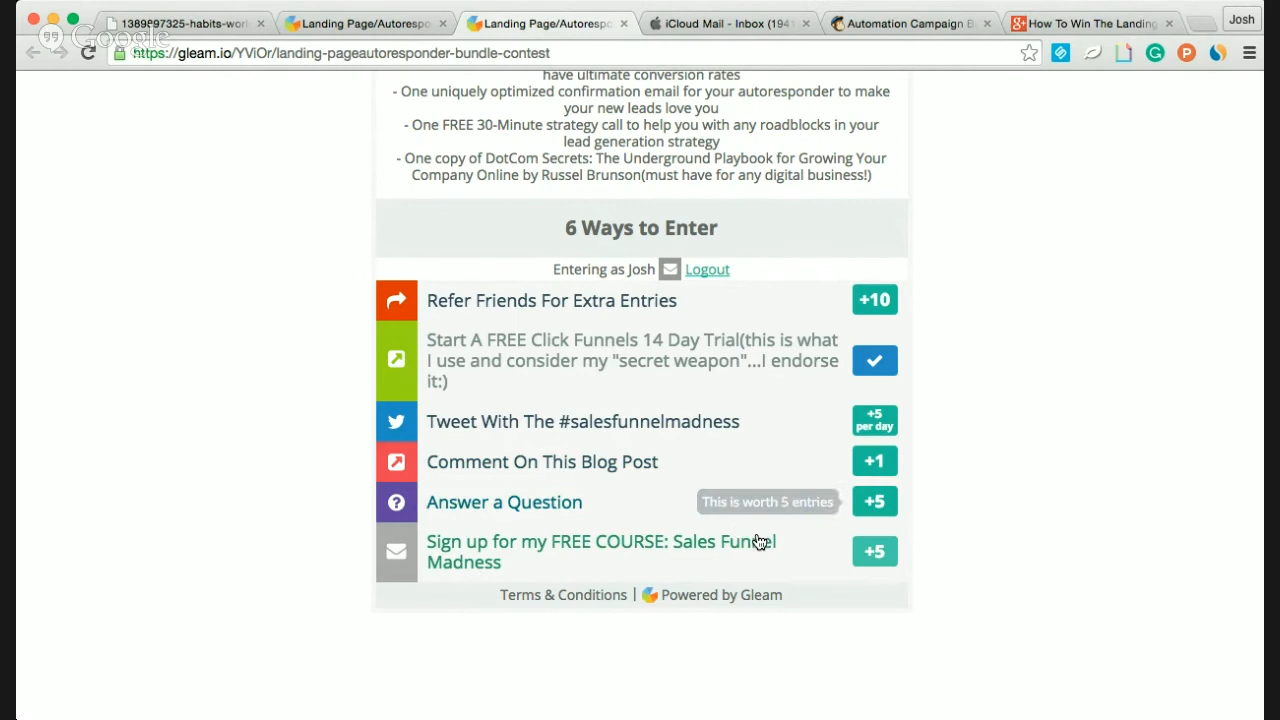 1389897325-habits-wor
Landing Page/Autorespo
Landing Page/Autorespo
iCloud Mail - Inbox (194
Automation Campaign B
How To Win The Landing
Josh
Google
https://gleam.io/YViOr/landing-pageautoresponder-bundle-contest
have ultimate conversion rates
- One uniquely optimized confirmation email for your autoresponder to make
your new leads love you
- One FREE 30-Minute strategy call to help you with any roadblocks in your
lead generation strategy
- One copy of DotCom Secrets: The Underground Playbook for Growing Your
Company Online by Russel Brunson(must have for any digital business!)
6 Ways to Enter
Entering as Josh Logout
Refer Friends For Extra Entries +10
Start A FREE Click Funnels 14 Day Trial(this is what
I use and consider my "secret weapon"...I endorse
it:)
Tweet With The #salesfunnelmadness +5 per day
Comment On This Blog Post +1
Answer a Question This is worth 5 entries +5
Sign up for my FREE COURSE: Sales Funnel
Madness +5
Terms & Conditions | Powered by Gleam